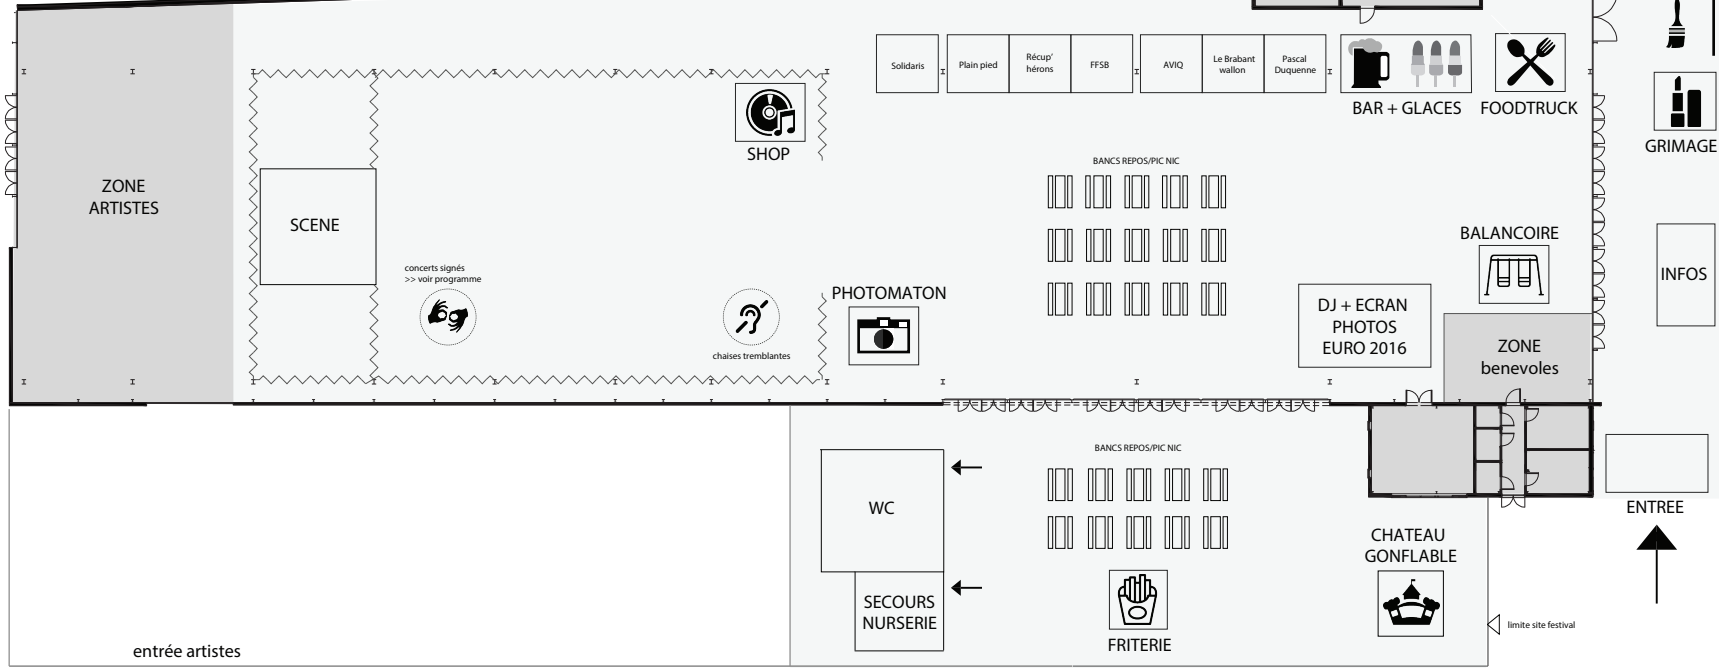 Solidaris
Plain pied
Récup'
hérons
FFSB
AVIQ
Le Brabant
wallon
Pascal
Duquenne
BAR + GLACES
FOODTRUCK
GRIMAGE
SHOP
BANCS REPOS/PIC NIC
ZONE
ARTISTES
SCENE
concerts signés
>> voir programme
chaises tremblantes
PHOTOMATON
BALANCOIRE
INFOS
DJ + ECRAN
PHOTOS
EURO 2016
ZONE
benevoles
BANCS REPOS/PIC NIC
WC
ENTREE
CHATEAU
GONFLABLE
SECOURS
NURSERIE
FRITERIE
limite site festival
entrée artistes